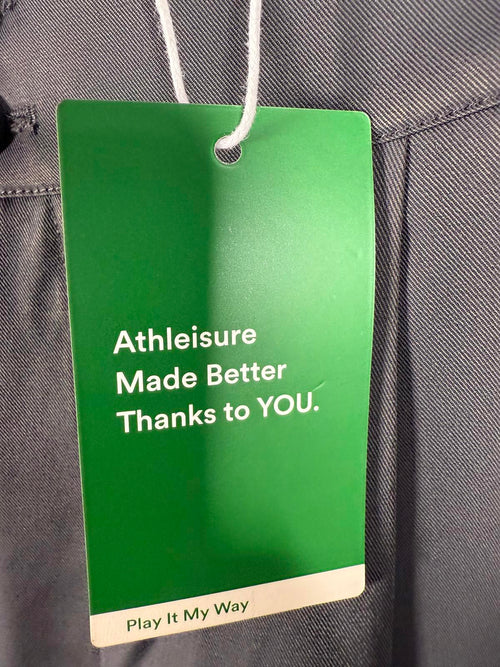 Athleisure
Made Better
Thanks to YOU.
Play It My Way